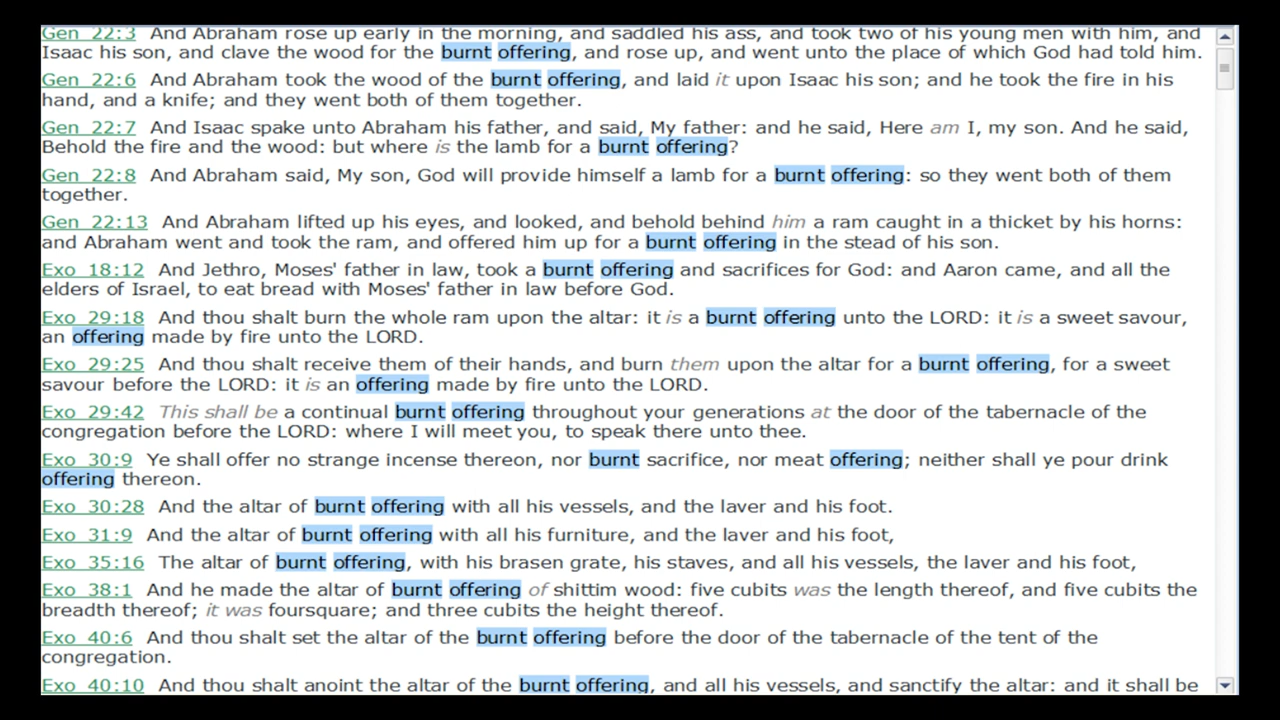 Gen 22:3 And Abraham rose up early in the morning, and saddled his ass, and took two of his young men with him, and
Isaac his son, and clave the wood for the burnt offering, and rose up, and went unto the place of which God had told him.
Gen 22:6 And Abraham took the wood of the burnt offering, and laid it upon Isaac his son; and he took the fire in his
hand, and a knife; and they went both of them together.
Gen 22:7 And Isaac spake unto Abraham his father, and said, My father: and he said, Here am I, my son. And he said,
Behold the fire and the wood: but where is the lamb for a burnt offering?
Gen 22:8 And Abraham said, My son, God will provide himself a lamb for a burnt offering: so they went both of them
together.
Gen 22:13 And Abraham lifted up his eyes, and looked, and behold behind him a ram caught in a thicket by his horns:
and Abraham went and took the ram, and offered him up for a burnt offering in the stead of his son.
Exo 18:12 And Jethro, Moses' father in law, took a burnt offering and sacrifices for God: and Aaron came, and all the
elders of Israel, to eat bread with Moses' father in law before God.
Exo 29:18 And thou shalt burn the whole ram upon the altar: it is a burnt offering unto the LORD: it is a sweet savour,
an offering made by fire unto the LORD.
Exo 29:25 And thou shalt receive them of their hands, and burn them upon the altar for a burnt offering, for a sweet
savour before the LORD: it is an offering made by fire unto the LORD.
Exo 29:42 This shall be a continual burnt offering throughout your generations at the door of the tabernacle of the
congregation before the LORD: where I will meet you, to speak there unto thee.
Exo 30:9 Ye shall offer no strange incense thereon, nor burnt sacrifice, nor meat offering; neither shall ye pour drink
offering thereon.
Exo 30:28 And the altar of burnt offering with all his vessels, and the laver and his foot.
Exo 31:9 And the altar of burnt offering with all his furniture, and the laver and his foot,
Exo 35:16 The altar of burnt offering, with his brasen grate, his staves, and all his vessels, the laver and his foot,
Exo 38:1 And he made the altar of burnt offering of shittim wood: five cubits was the length thereof, and five cubits the
breadth thereof; it was foursquare; and three cubits the height thereof.
Exo 40:6 And thou shalt set the altar of the burnt offering before the door of the tabernacle of the tent of the
congregation.
Exo 40:10 And thou shalt anoint the altar of the burnt offering, and all his vessels, and sanctify the altar: and it shall be